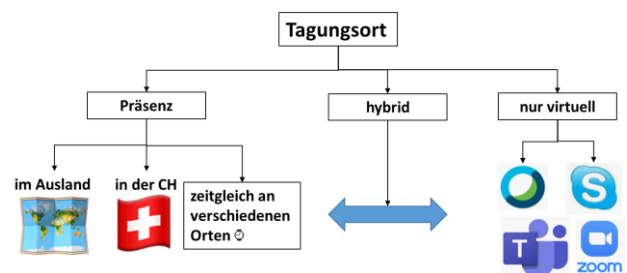 Tagungsort
Präsenz
hybrid
nur virtuell
im Ausland
in der CH
zeitgleich an
verschiedenen
Orten ⌚
S
T
zoom